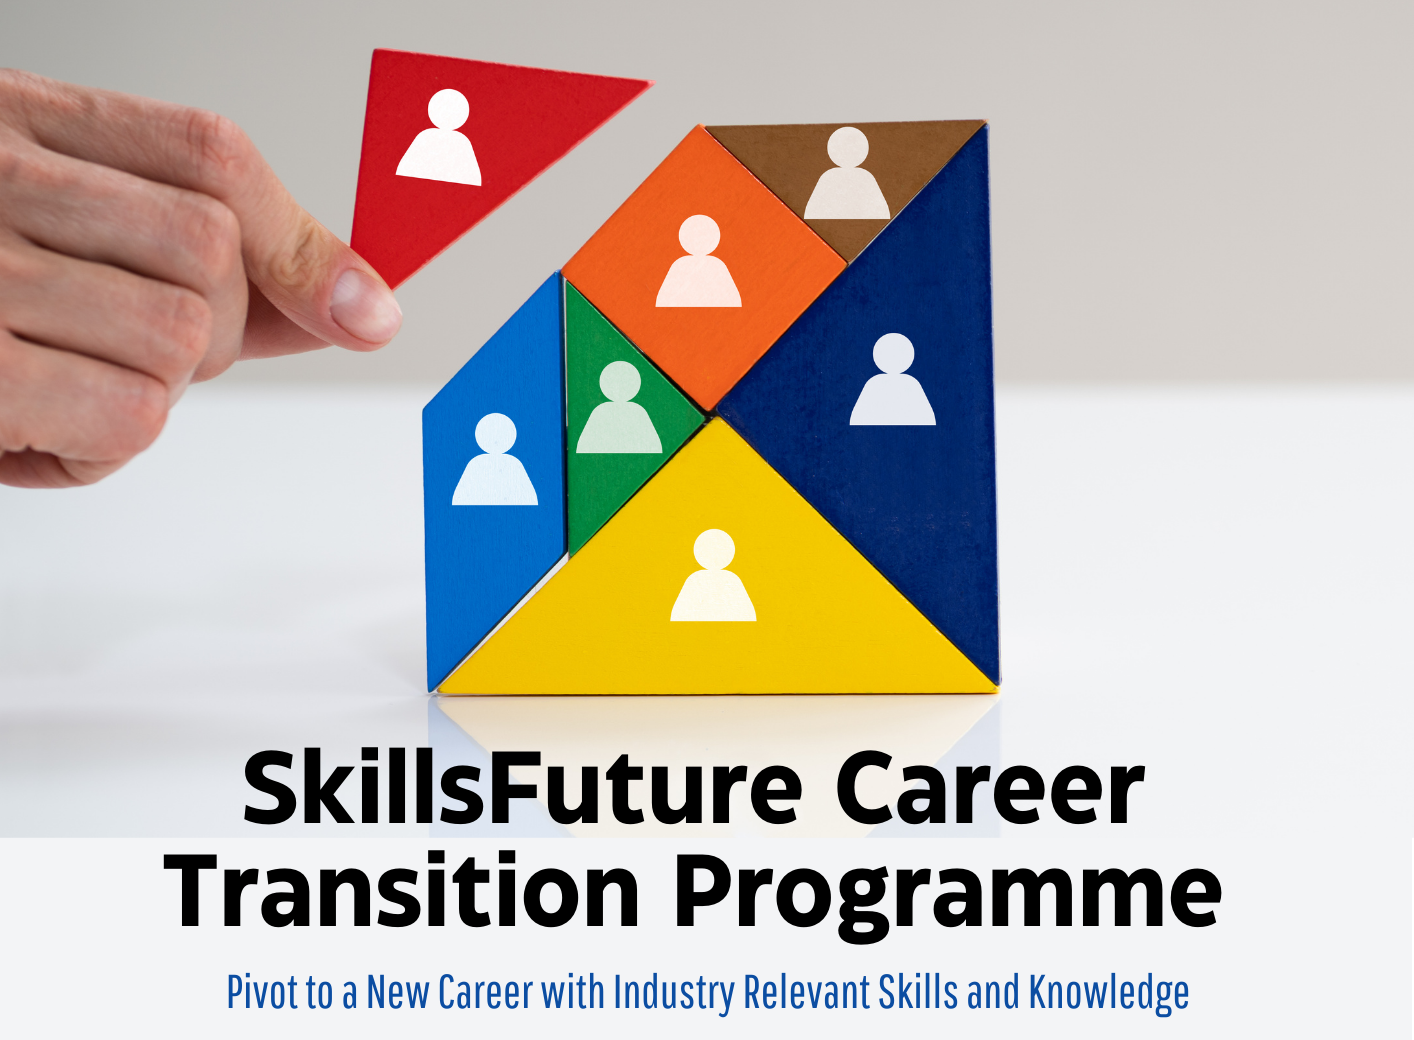 SkillsFuture Career
Transition Programme
Pivot to a New Career with Industry Relevant Skills and Knowledge